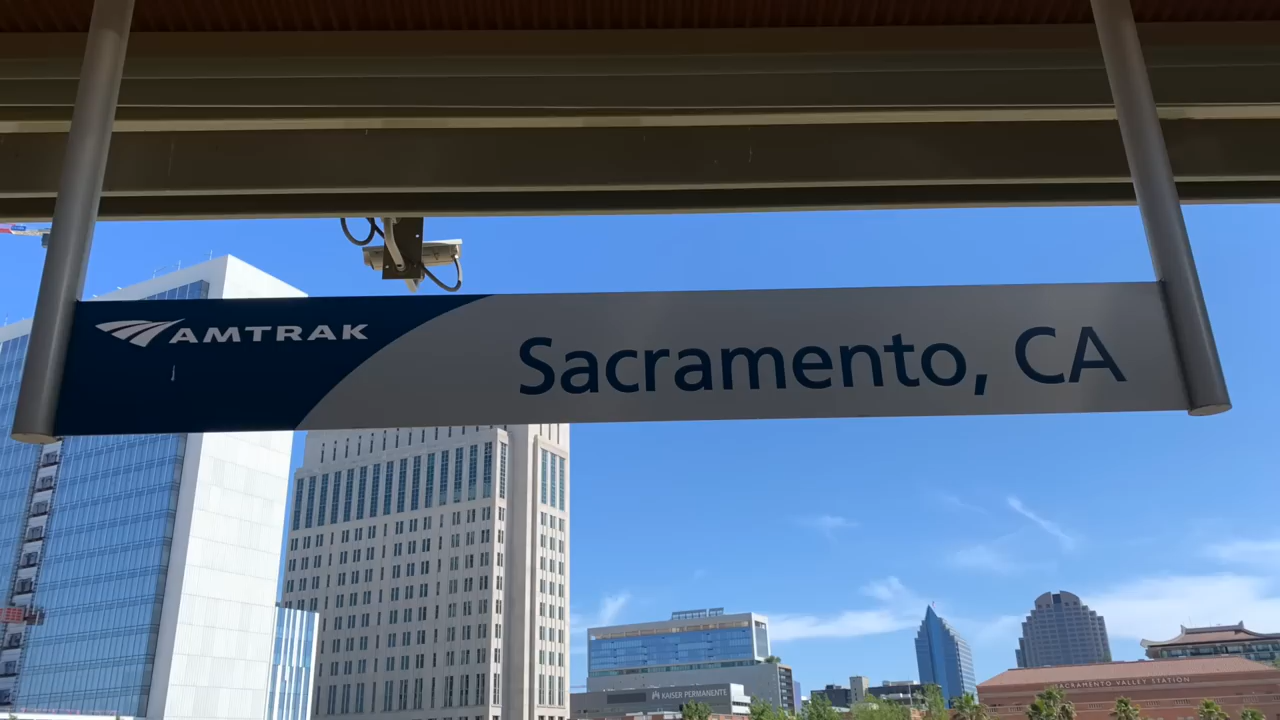 AMTRAK
Sacramento, CA
KAISER PERMANENTE
SACRAMENTO VALLEY STATION